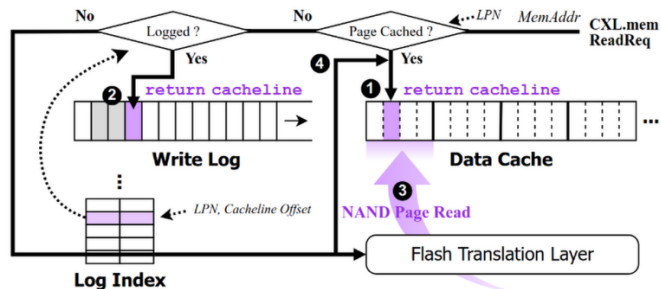 No
Logged ?
No
Page Cached ?
LPN
MemAddr
CXL.mem
ReadReq
Yes
4
Yes
2
return cacheline
1
return cacheline
...
Write Log
Data Cache
...
LPN, Cacheline Offset
3
NAND Page Read
Flash Translation Layer
Log Index